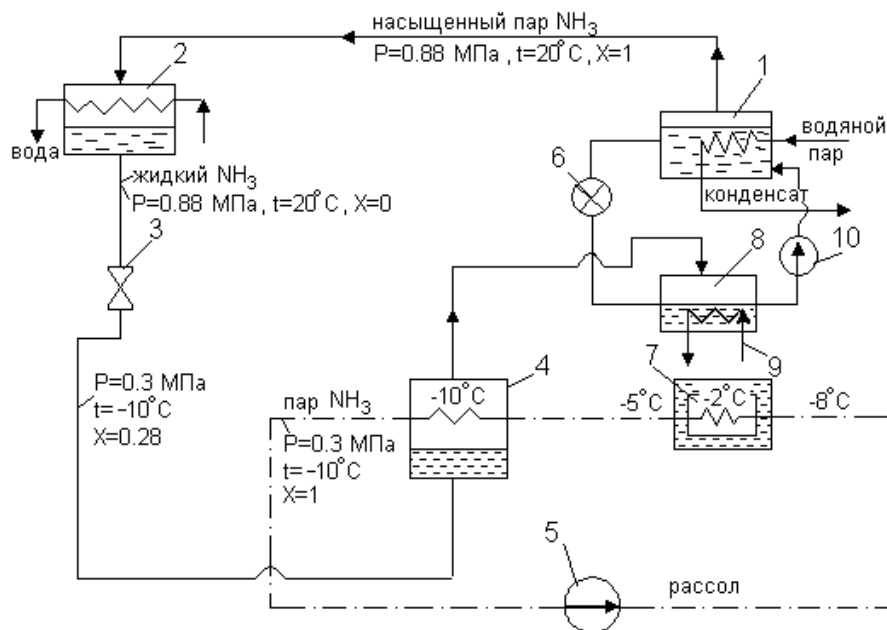 насыщенный пар NH3
P=0.88 МПа , t=20°C, X=1
2
1
водяной
пар
вода
6
жидкий NH3
P=0.88 МПа, t=20°C, X=0
конденсат
3
8
10
4
7
9
P=0.3 МПа
t= -10°C
X=0.28
пар NH3
-10°C
-5°C
-2°C
-8°C
P=0.3 МПа
t= -10°C
X=1
5
рассол